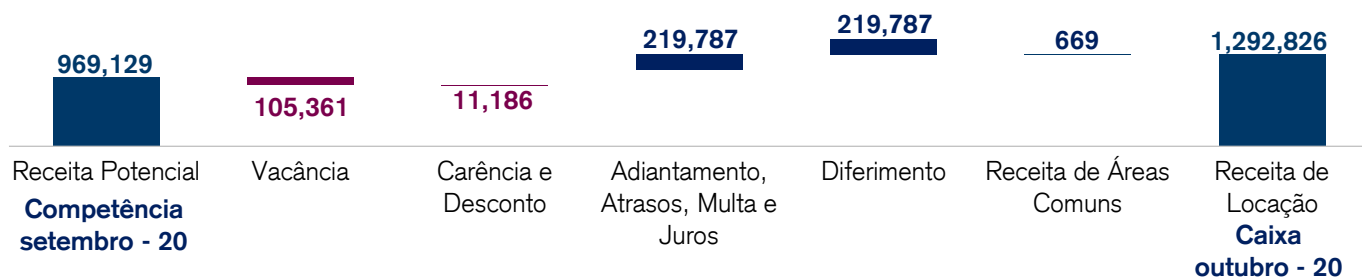 969,129
105,361
11,186
219,787
219,787
669
1,292,826
Receita Potencial
Competência
setembro - 20
Vacância
Carência e
Desconto
Adiantamento,
Atrasos, Multa e
Juros
Diferimento
Receita de Áreas
Comuns
Receita de
Locação
Caixa
outubro - 20